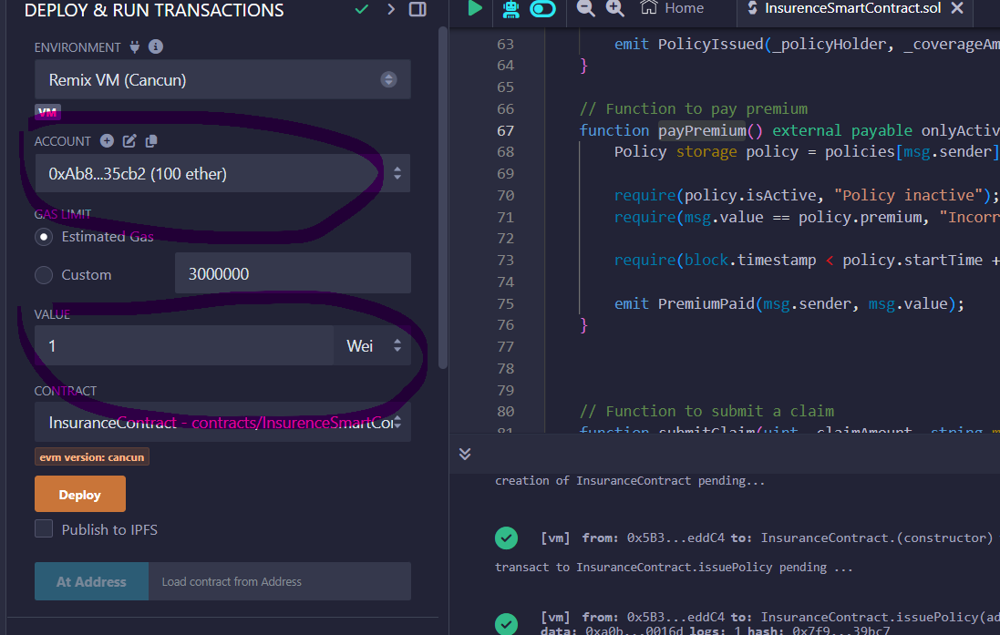 DEPLOY & RUN TRANSACTIONS
ENVIRONMENT
Remix VM (Cancun)
VM
ACCOUNT
0xAb8...35cb2 (100 ether)
GAS LIMIT
Estimated Gas
Custom 3000000
VALUE
1 Wei
CONTRACT
InsuranceContract - contracts/InsurenceSmartCon
evm version: cancun
Deploy
Publish to IPFS
At Address Load contract from Address
Home InsurenceSmartContract.sol
63 emit PolicyIssued(_policyHolder, _coverageAm
64 }
65
66 // Function to pay premium
67 function payPremium() external payable onlyActiv
68 Policy storage policy = policies[msg.sender]
69
70 require(policy.isActive, "Policy inactive");
71 require(msg.value == policy.premium, "Incorr
72
73 require(block.timestamp < policy.startTime +
74
75 emit PremiumPaid(msg.sender, msg.value);
76 }
77
78
79
80 // Function to submit a claim
81 function submitClaim(uint _claimAmount, string m
creation of InsuranceContract pending...
[vm] from: 0x5B3...eddC4 to: InsuranceContract.(constructor)
transact to InsuranceContract.issuePolicy pending ...
[vm] from: 0x5B3...eddC4 to: InsuranceContract.issuePolicy(ad
data: 0xa0b...0016d logs: 1 hash: 0x7f9...39bc7